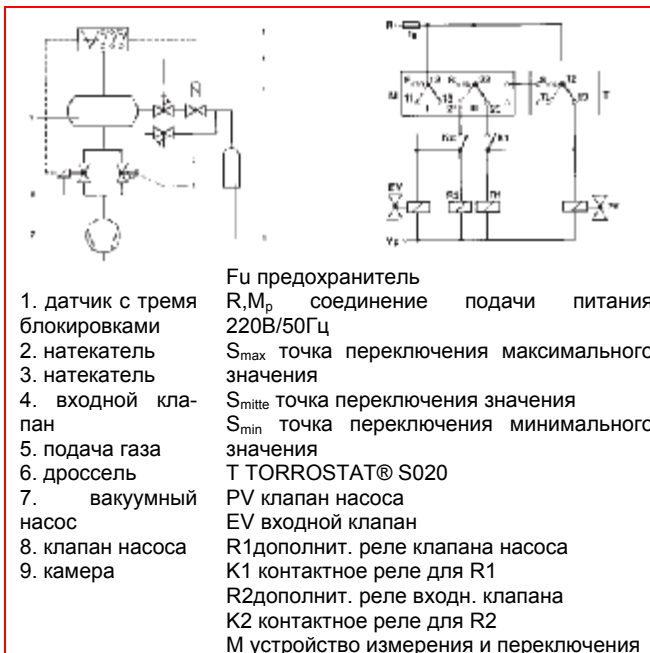 Fu предохранитель
1. датчик с тремя
блокировками
2. натекатель
3. натекатель
4. входной кла-
пан
5. подача газа
6. дроссель
7. вакуумный
насос
8. клапан насоса
9. камера
R,Mp соединение подачи питания
220В/50Гц
Smax точка переключения максимального
значения
Smitte точка переключения значения
Smin точка переключения минимального
значения
T TORROSTAT® S020
PV клапан насоса
EV входной клапан
R1дополнит. реле клапана насоса
K1 контактное реле для R1
R2дополнит. реле входн. клапана
K2 контактное реле для R2
М устройство измерения и переключения